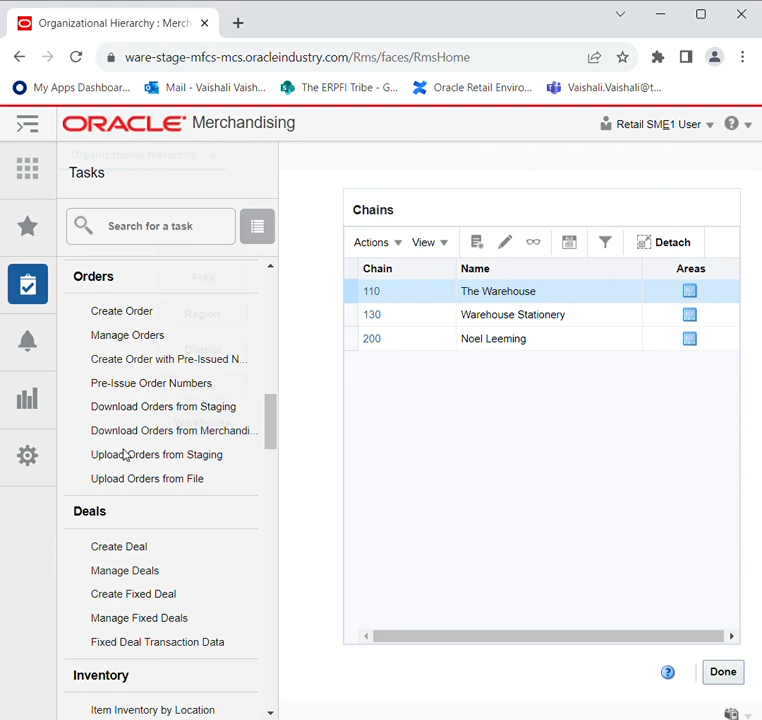 Organizational Hierarchy : Merch
ware-stage-mfcs-mcs.oracleindustry.com/Rms/faces/RmsHome
My Apps Dashboar... Mail - Vaishali Vaish... The ERPFI Tribe - G... Oracle Retail Enviro... Vaishali.Vaishali@t...
ORACLE Merchandising
Retail SME1 User
Organizational Hierarchy
Tasks
Search for a task
Orders
Area
Create Order
Region
Manage Orders
Create Order with Pre-Issued N...
Pre-Issue Order Numbers
Download Orders from Staging
Download Orders from Merchandi...
Upload Orders from Staging
Upload Orders from File
Deals
Create Deal
Manage Deals
Create Fixed Deal
Manage Fixed Deals
Fixed Deal Transaction Data
Inventory
Item Inventory by Location
Chains
Actions View Detach
Chain Name Areas
110 The Warehouse
130 Warehouse Stationery
200 Noel Leeming
Done